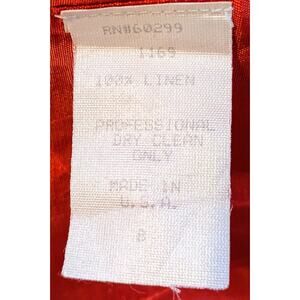 RN#60299
1169
100% LINEN
PROFESSIONAL
DRY CLEAN
ONLY
MADE IN
U.S.A.
8